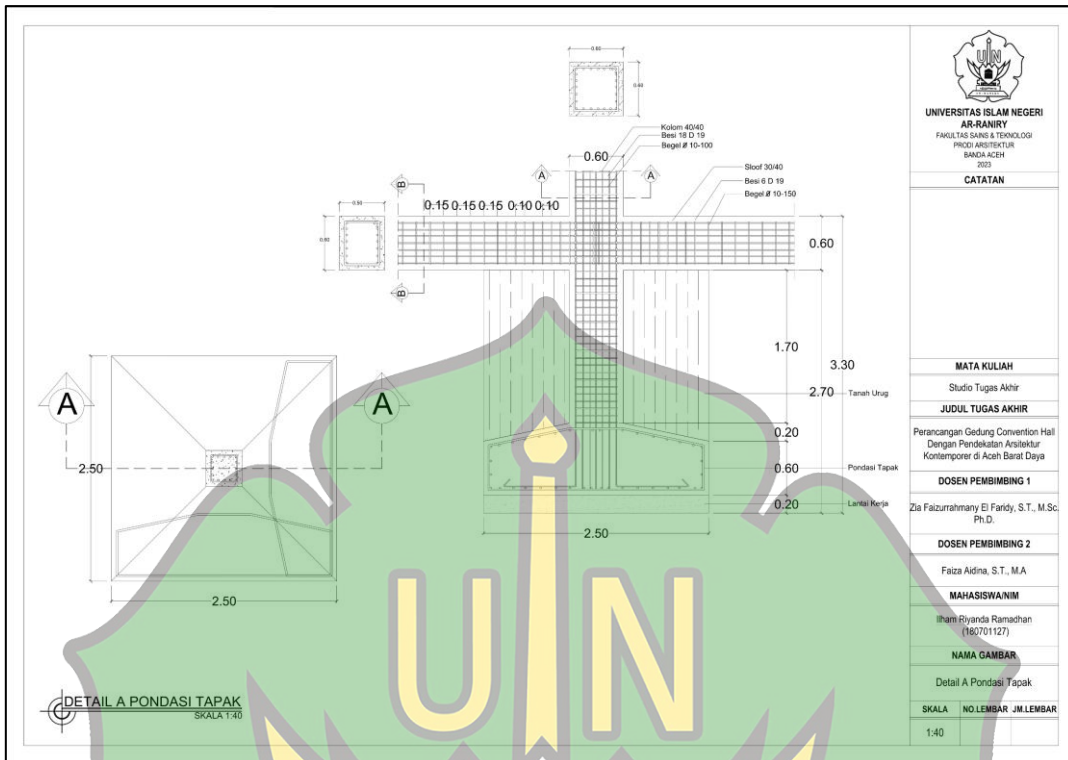 0.60
0.60
Kolom 40/40
Besi 18 D 19
Begel Ø 10-100
0.60
A
A
Sloof 30/40
Besi 6 D 19
Begel Ø 10-150
B
0.15 0.15 0.15 0.10 0.10
0.50
0.60
B
0.60
1.70
3.30
2.70
Tanah Urug
0.20
0.60
Pondasi Tapak
0.20
Lantai Kerja
2.50
A
A
2.50
2.50
DETAIL A PONDASI TAPAK
SKALA 1:40
UIN
UIN
UNIVERSITAS ISLAM NEGERI
AR-RANIRY
FAKULTAS SAINS & TEKNOLOGI
PRODI ARSITEKTUR
BANDA ACEH
2023
CATATAN
MATA KULIAH
Studio Tugas Akhir
JUDUL TUGAS AKHIR
Perancangan Gedung Convention Hall
Dengan Pendekatan Arsitektur
Kontemporer di Aceh Barat Daya
DOSEN PEMBIMBING 1
Zia Faizurrahmany El Faridy, S.T., M.Sc.
Ph.D.
DOSEN PEMBIMBING 2
Faiza Aidina, S.T., M.A
MAHASISWA/NIM
Ilham Riyanda Ramadhan
(180701127)
NAMA GAMBAR
Detail A Pondasi Tapak
SKALA NO.LEMBAR JM.LEMBAR
1:40